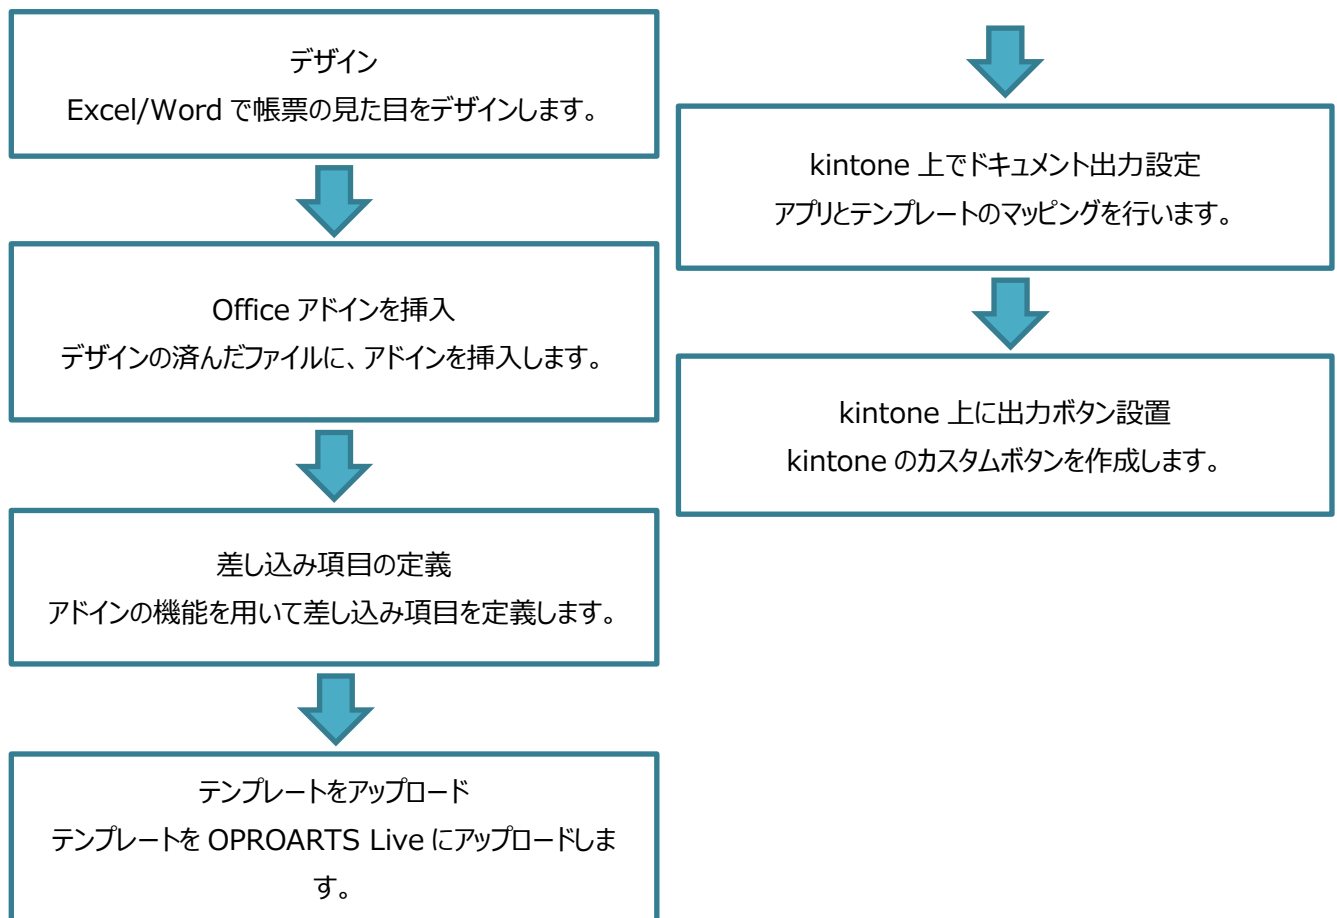 デザイン
Excel/Word で帳票の見た目をデザインします。
Office アドインを挿入
デザインの済んだファイルに、アドインを挿入します。
差し込み項目の定義
アドインの機能を用いて差し込み項目を定義します。
テンプレートをアップロード
テンプレートを OPROARTS Live にアップロードしま
す。
kintone 上でドキュメント出力設定
アプリとテンプレートのマッピングを行います。
kintone 上に出力ボタン設置
kintone のカスタムボタンを作成します。